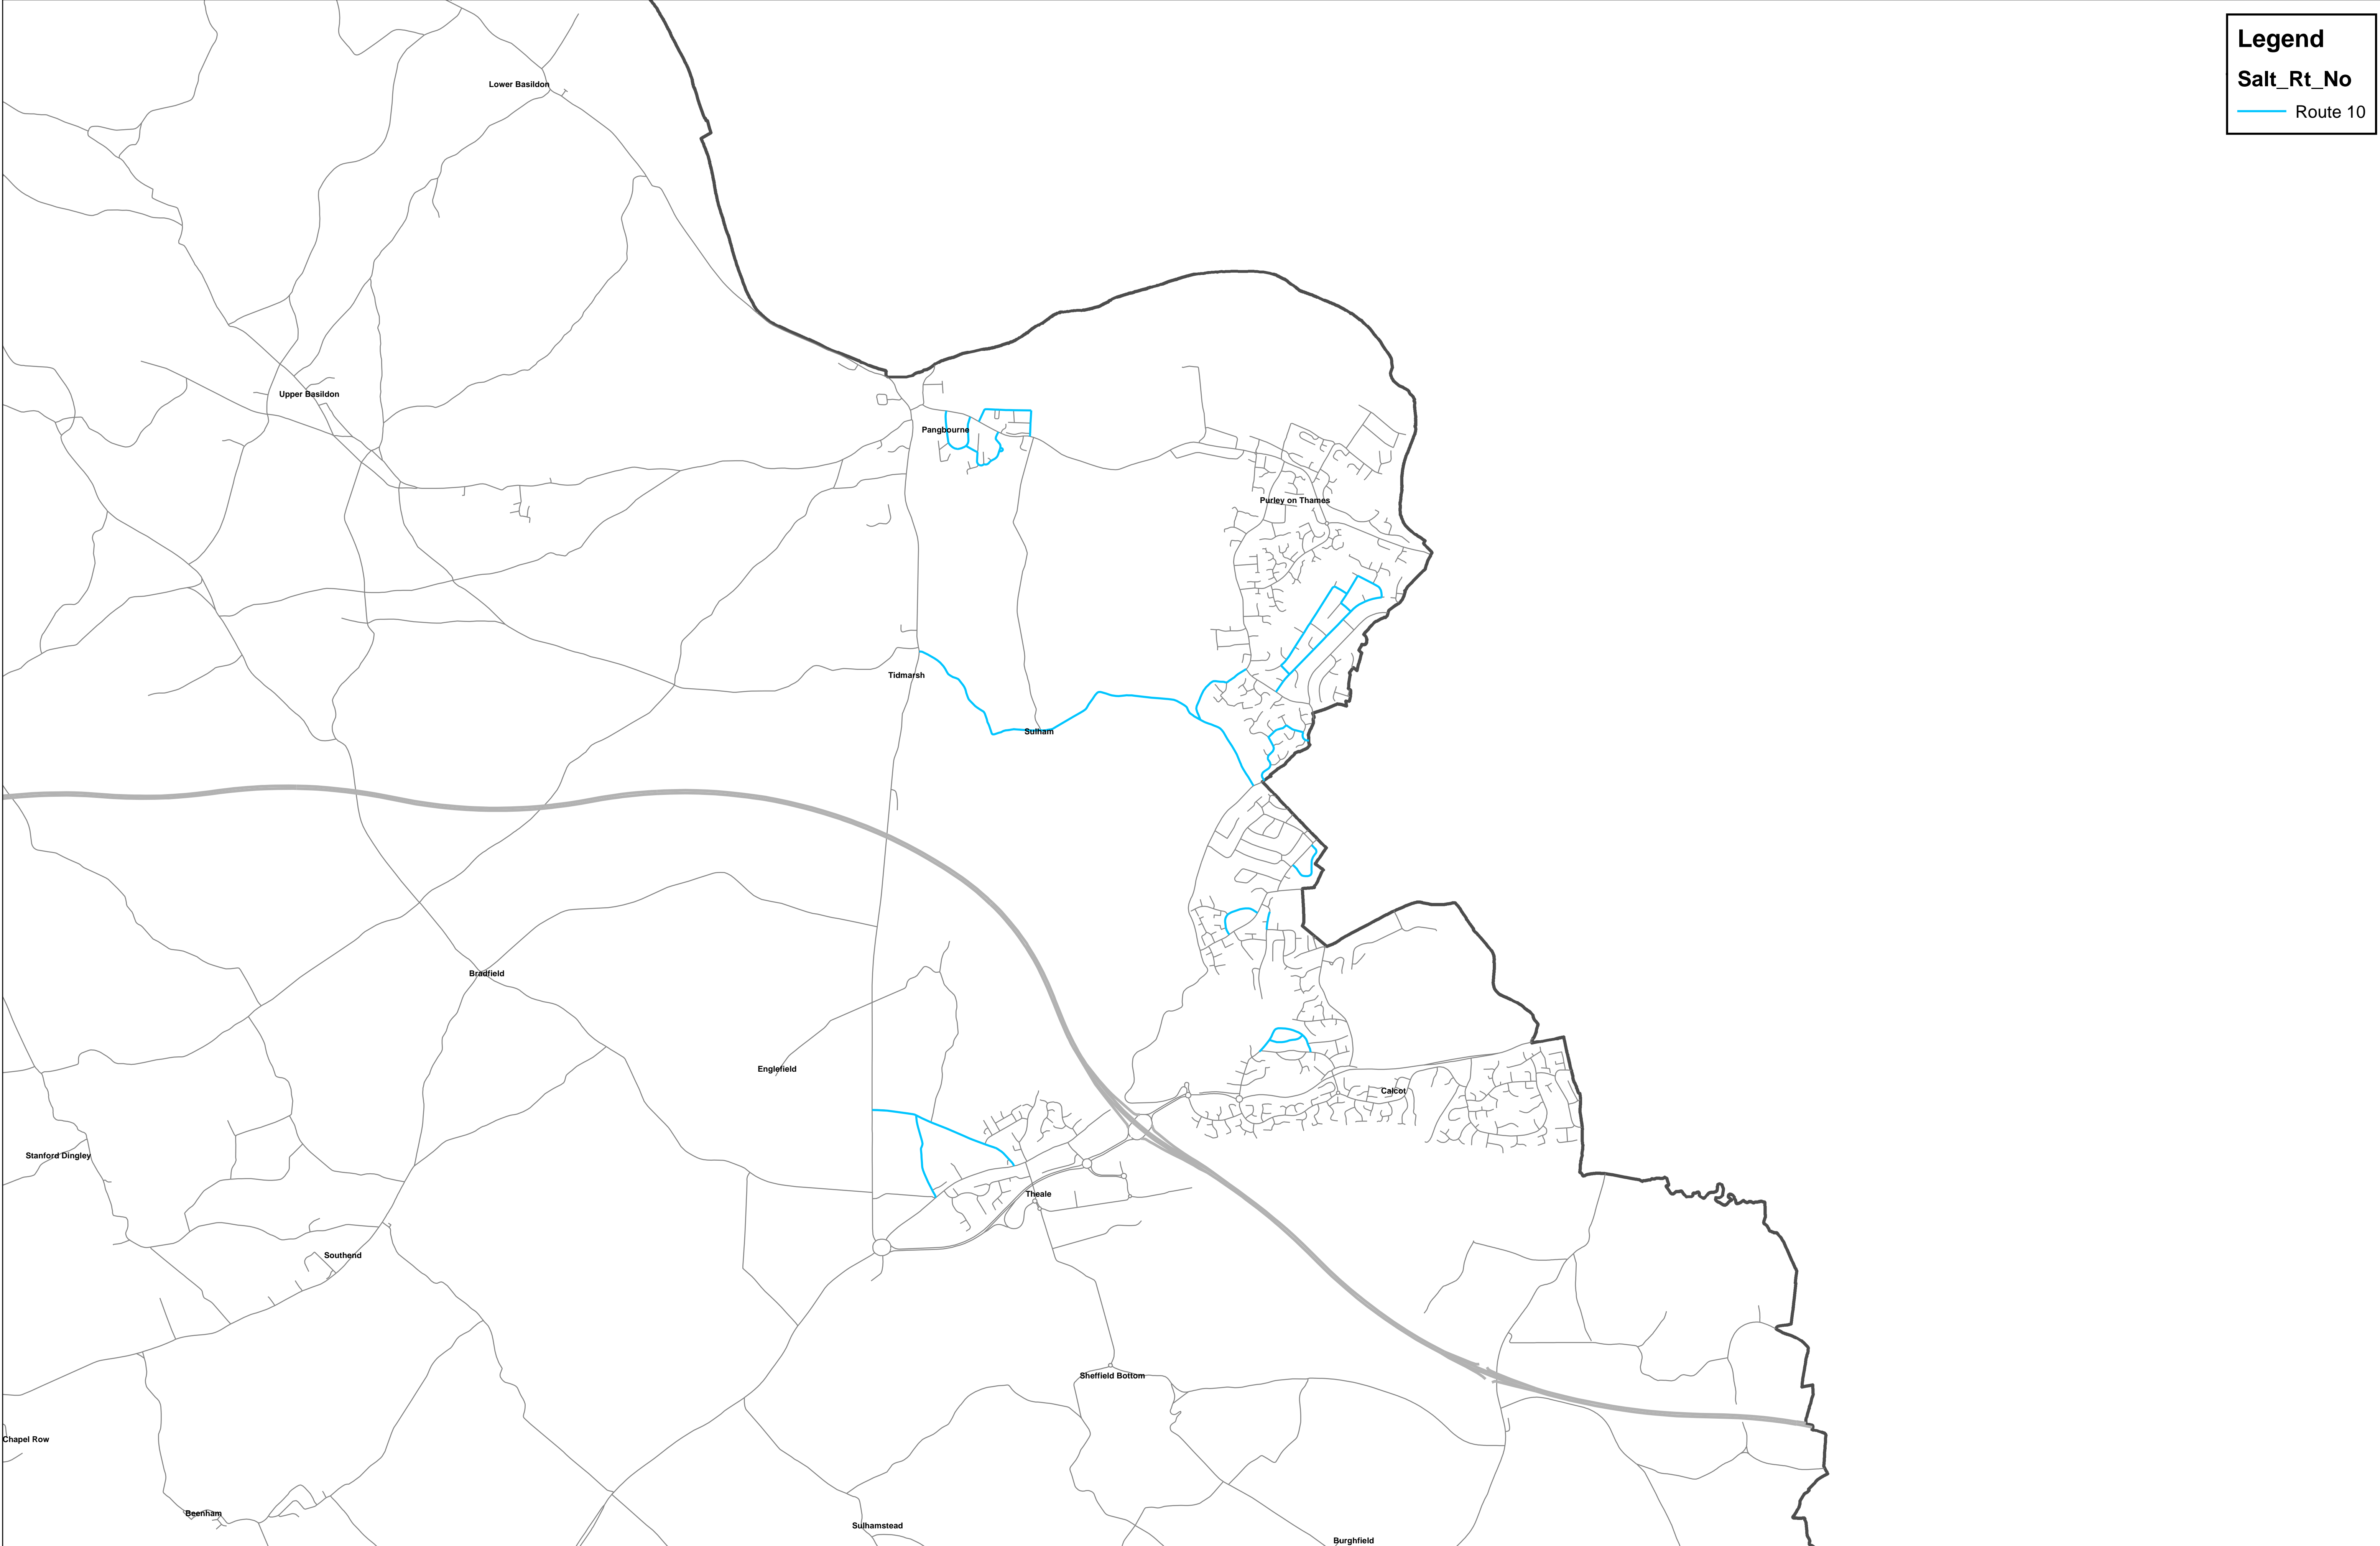 Legend
Salt_Rt_No
Route 10
Lower Basildon
Upper Basildon
Pangbourne
Purley on Thames
Tidmarsh
Sulham
Bradfield
Englefield
Calcot
Stanford Dingley
Theale
Southend
Sheffield Bottom
Chapel Row
Beenham
Sulhamstead
Burghfield